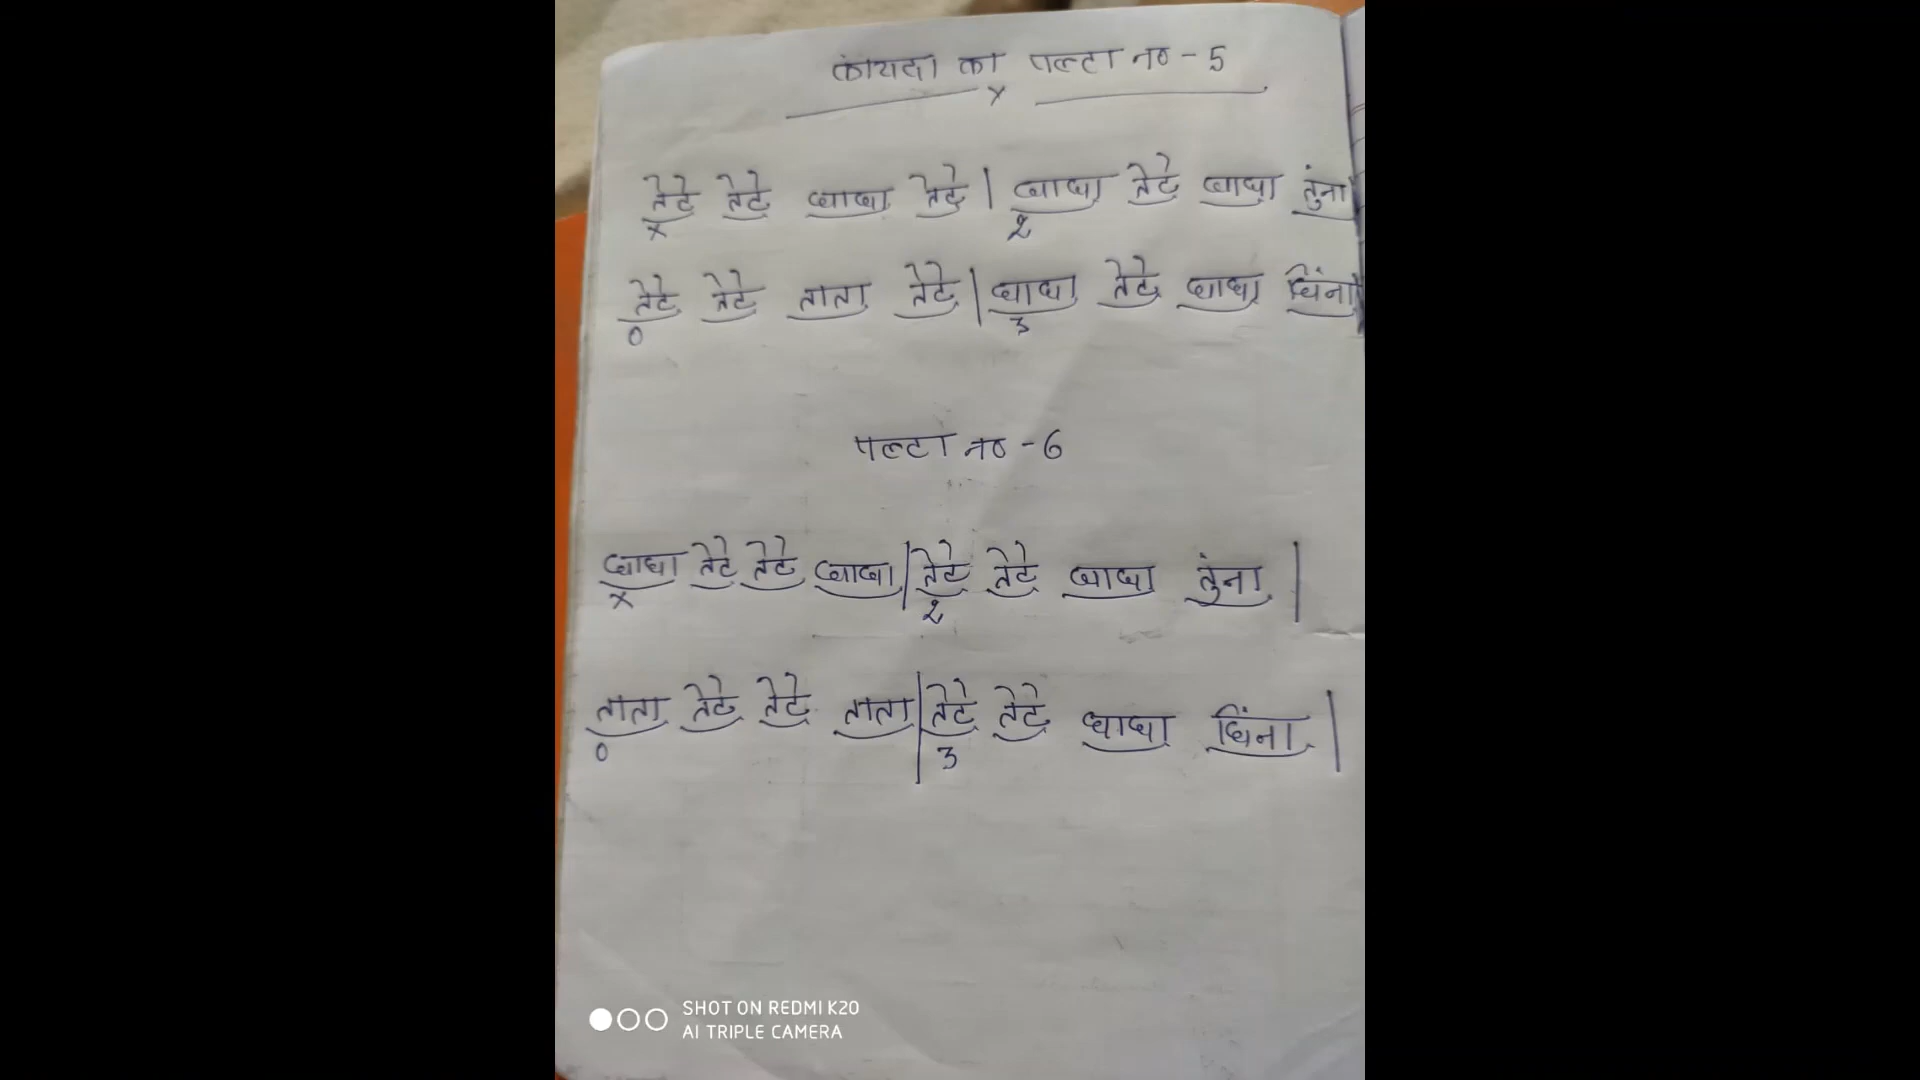 कायदा का पल्टा न० - 5
x
तेटे तेटे धाधा तेटे | धाधा तेटे धाधा तुंना
x 2
तेटे तेटे ताता तेटे | धाधा तेटे धाधा धिंना
0 3
पल्टा न० - 6
धाधा तेटे तेटे धाधा | तेटे तेटे धाधा तुंना |
x 2
ताता तेटे तेटे ताता | तेटे तेटे धाधा धिंना |
0 3
SHOT ON REDMI K20
AI TRIPLE CAMERA